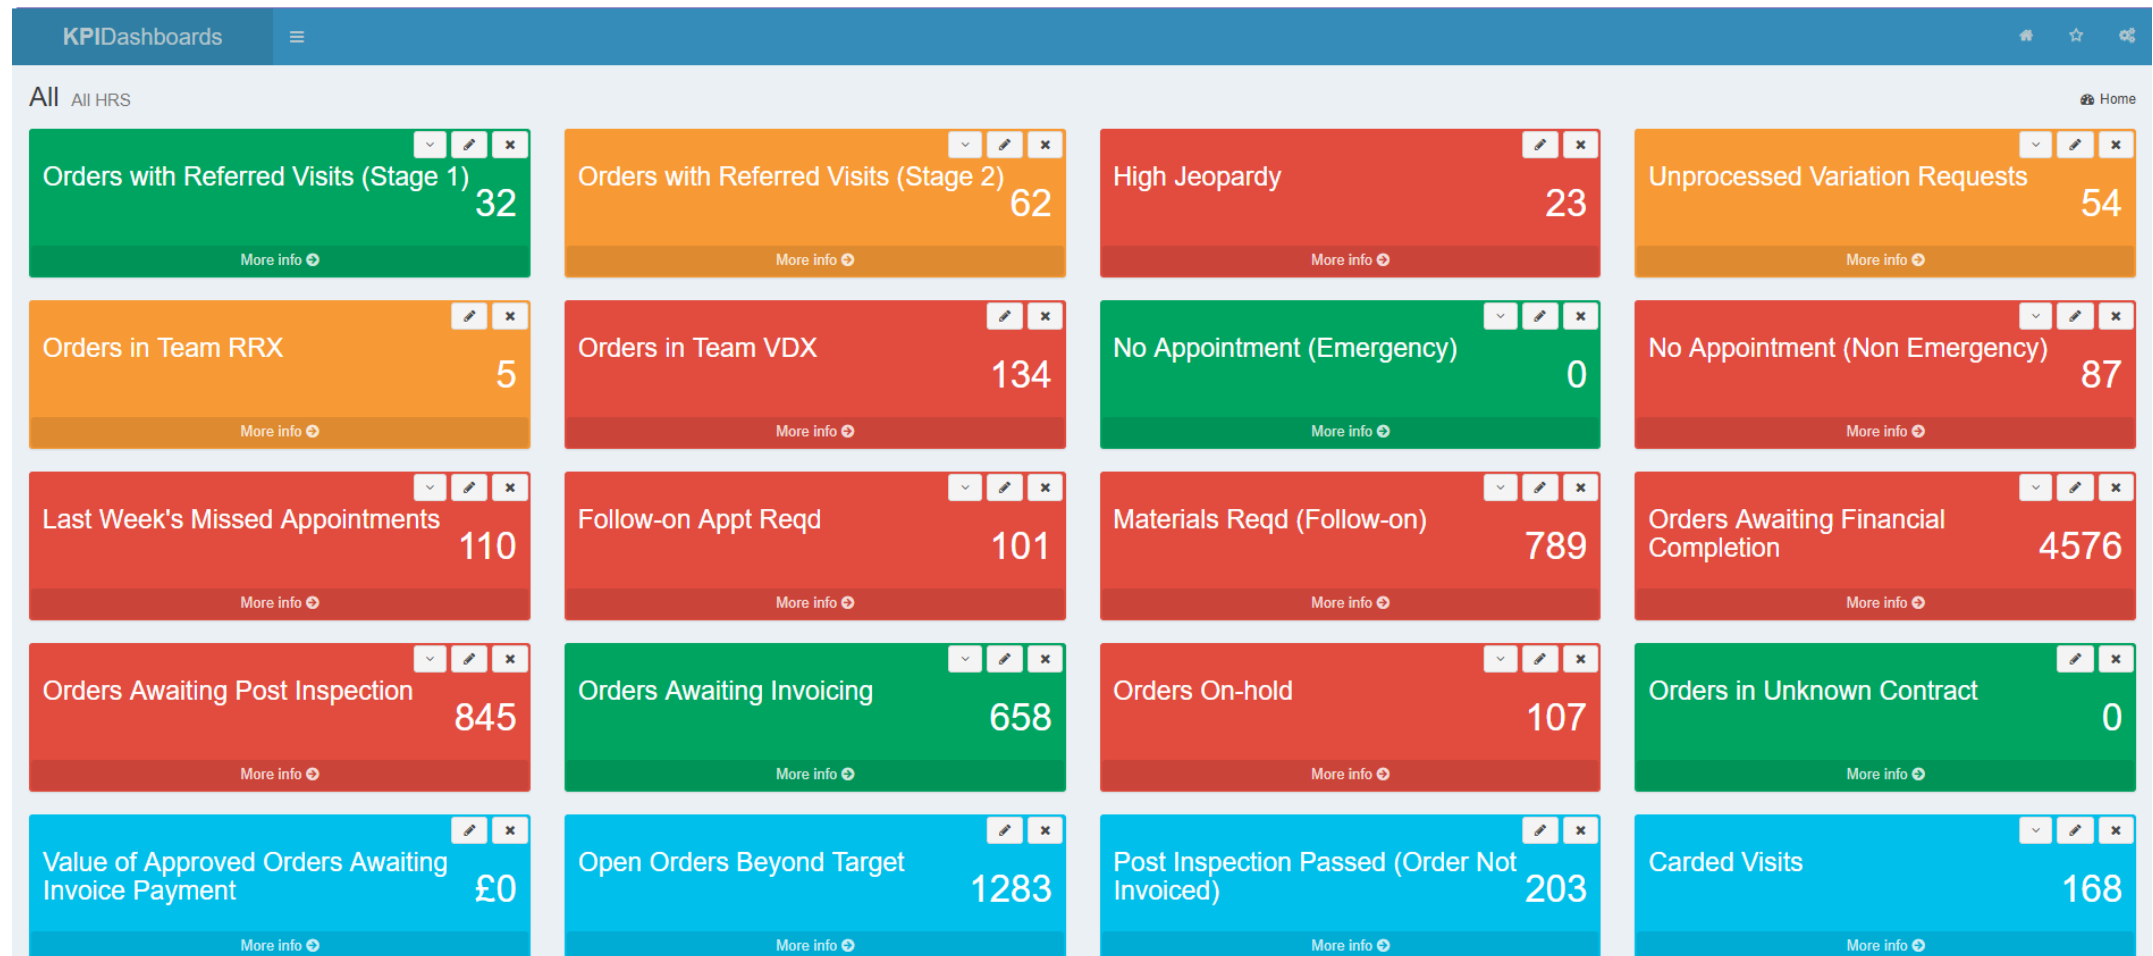 KPIDashboards
All All HRS
Home
Orders with Referred Visits (Stage 1)
32
More info
Orders with Referred Visits (Stage 2)
62
More info
High Jeopardy
23
More info
Unprocessed Variation Requests
54
More info
Orders in Team RRX
5
More info
Orders in Team VDX
134
More info
No Appointment (Emergency)
0
More info
No Appointment (Non Emergency)
87
More info
Last Week's Missed Appointments
110
More info
Follow-on Appt Reqd
101
More info
Materials Reqd (Follow-on)
789
More info
Orders Awaiting Financial
Completion
4576
More info
Orders Awaiting Post Inspection
845
More info
Orders Awaiting Invoicing
658
More info
Orders On-hold
107
More info
Orders in Unknown Contract
0
More info
Value of Approved Orders Awaiting
Invoice Payment
£0
More info
Open Orders Beyond Target
1283
More info
Post Inspection Passed (Order Not
Invoiced)
203
More info
Carded Visits
168
More info